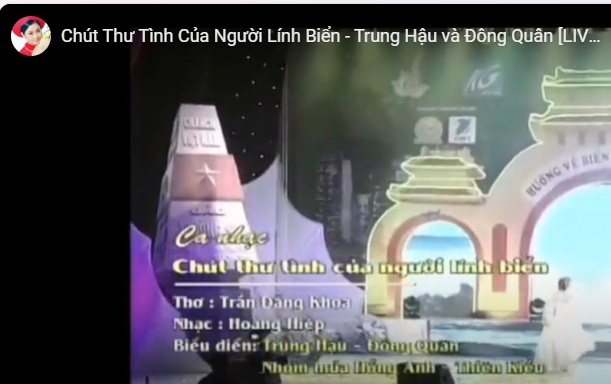 Chút Thư Tình Của Người Lính Biển - Trung Hậu và Đông Quân [LIV...
HƯỚNG VỀ BIỂN
Ca nhạc
Chút thư tình của người lính biển
Thơ : Trần Đăng Khoa
Nhạc : Hoàng Hiệp
Biểu diễn: Trung Hậu - Đông Quân
Nhóm múa Hồng Anh - Thiên Kiều